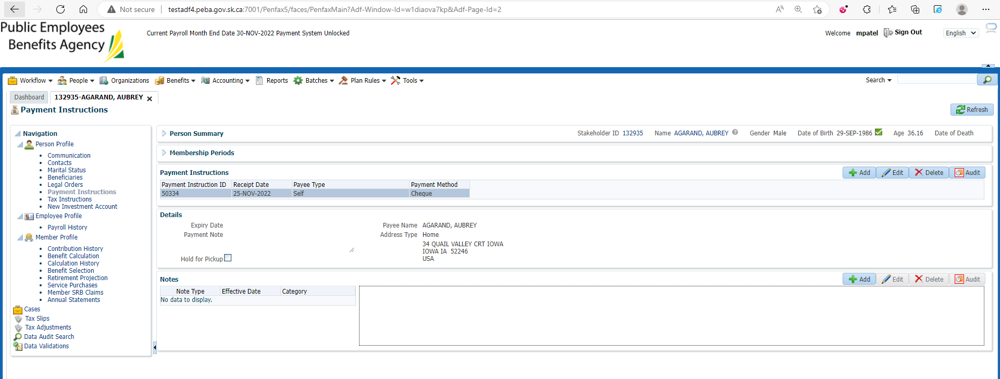 Not secure | testadf4.peba.gov.sk.ca:7001/Penfax5/faces/PenfaxMain?Adf-Window-Id=w1diaova7kp&Adf-Page-Id=2
Public Employees
Benefits Agency
Current Payroll Month End Date 30-NOV-2022 Payment System Unlocked
Welcome mpatel Sign Out English
Workflow People Organizations Benefits Accounting Reports Batches Plan Rules Tools Search
Dashboard 132935-AGARAND, AUBREY
Payment Instructions Refresh
Navigation
Person Profile
Communication
Contacts
Marital Status
Beneficiaries
Legal Orders
Payment Instructions
Tax Instructions
New Investment Account
Employee Profile
Payroll History
Member Profile
Contribution History
Benefit Calculation
Calculation History
Benefit Selection
Retirement Projection
Service Purchases
Member SRB Claims
Annual Statements
Cases
Tax Slips
Tax Adjustments
Data Audit Search
Data Validations
Person Summary Stakeholder ID 132935 Name AGARAND, AUBREY Gender Male Date of Birth 29-SEP-1986 Age 36.16 Date of Death
Membership Periods
Payment Instructions Add Edit Delete Audit
Payment Instruction ID Receipt Date Payee Type Payment Method
50334 25-NOV-2022 Self Cheque
Details
Expiry Date Payee Name AGARAND, AUBREY
Payment Note Address Type Home
34 QUAIL VALLEY CRT IOWA
IOWA IA 52246
Hold for Pickup USA
Notes Add Edit Delete Audit
Note Type Effective Date Category
No data to display.